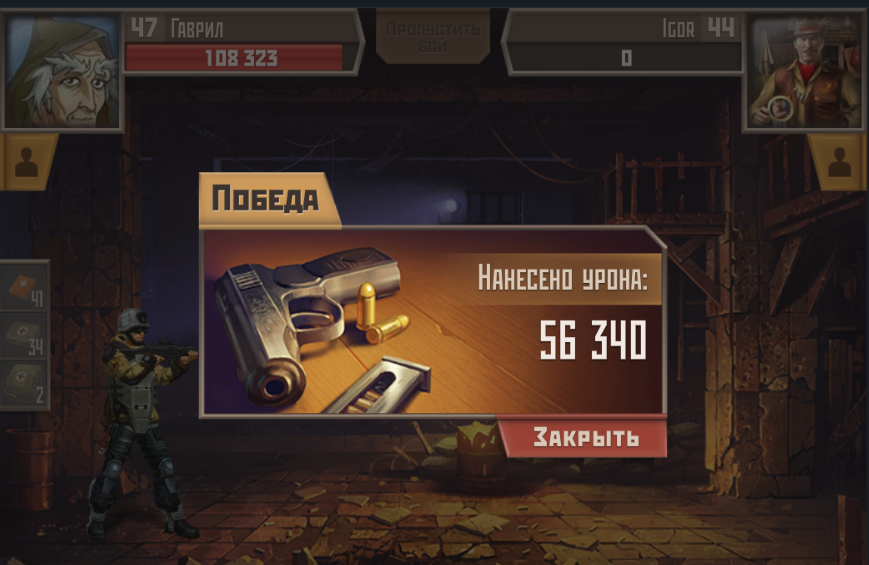 47 Гаврил
108 323
Пропустить
бой
Igor 44
0
Победа
Нанесено урона:
56 340
41
34
2
Закрыть